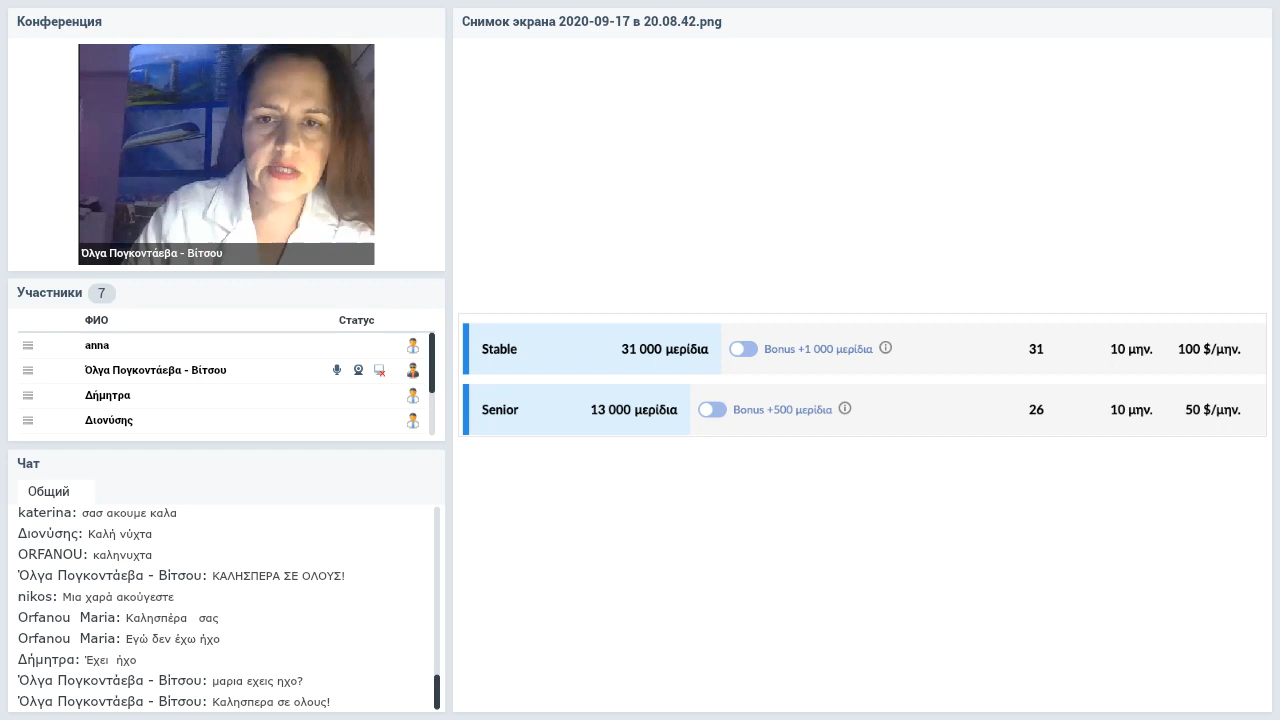 Конференция
Όλγα Πογκοντάεβα - Βίτσου
Участники 7
ФИО Статус
anna
Όλγα Πογκοντάεβα - Βίτσου
Δήμητρα
Διονύσης
Чат
Общий
katerina: σασ ακουμε καλα
Διονύσης: Καλή νύχτα
ORFANOU: καληνυχτα
Όλγα Πογκοντάεβα - Βίτσου: ΚΑΛΗΣΠΕΡΑ ΣΕ ΟΛΟΥΣ!
nikos: Μια χαρά ακούγεστε
Orfanou Maria: Καλησπέρα σας
Orfanou Maria: Εγώ δεν έχω ήχο
Δήμητρα: Έχει ήχο
Όλγα Πογκοντάεβα - Βίτσου: μαρια εχεις ηχο?
Όλγα Πογκοντάεβα - Βίτσου: Καλησπερα σε ολους!
Снимок экрана 2020-09-17 в 20.08.42.png
Stable 31 000 μερίδια Bonus +1 000 μερίδια 31 10 μην. 100 $/μην.
Senior 13 000 μερίδια Bonus +500 μερίδια 26 10 μην. 50 $/μην.